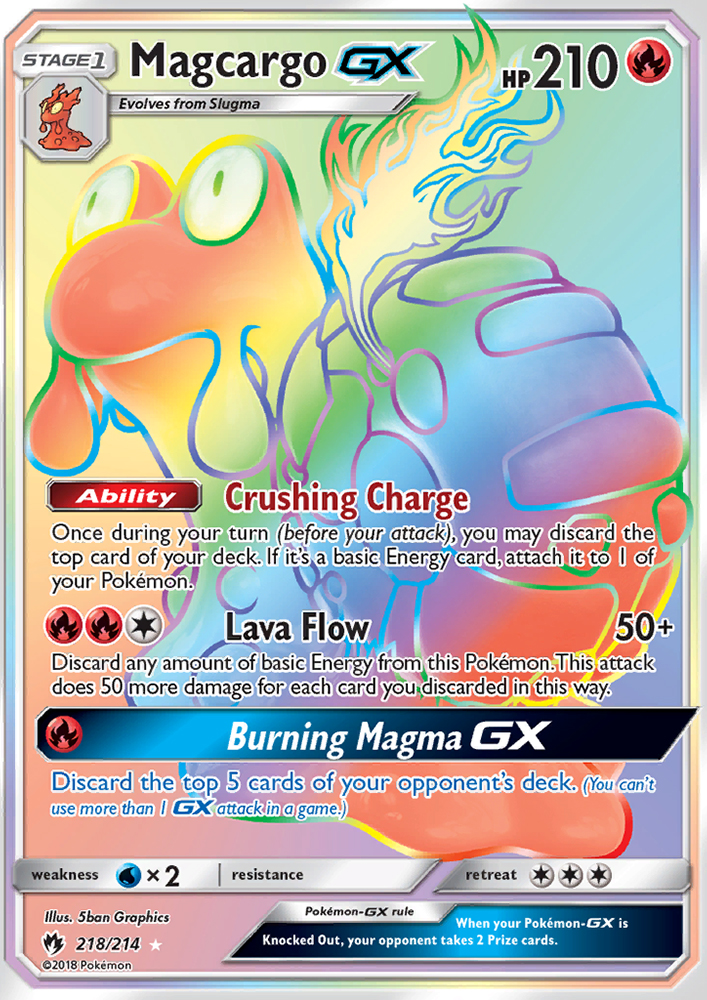 STAGE1 Magcargo GX HP210
Evolves from Slugma
Ability Crushing Charge
Once during your turn (before your attack), you may discard the
top card of your deck. If it's a basic Energy card, attach it to 1 of
your Pokémon.
Lava Flow 50+
Discard any amount of basic Energy from this Pokémon. This attack
does 50 more damage for each card you discarded in this way.
Burning Magma GX
Discard the top 5 cards of your opponent's deck. (You can't
use more than 1 GX attack in a game.)
weakness ×2 resistance retreat
Illus. 5ban Graphics
218/214
©2018 Pokémon
Pokémon-GX rule
When your Pokémon-GX is
Knocked Out, your opponent takes 2 Prize cards.